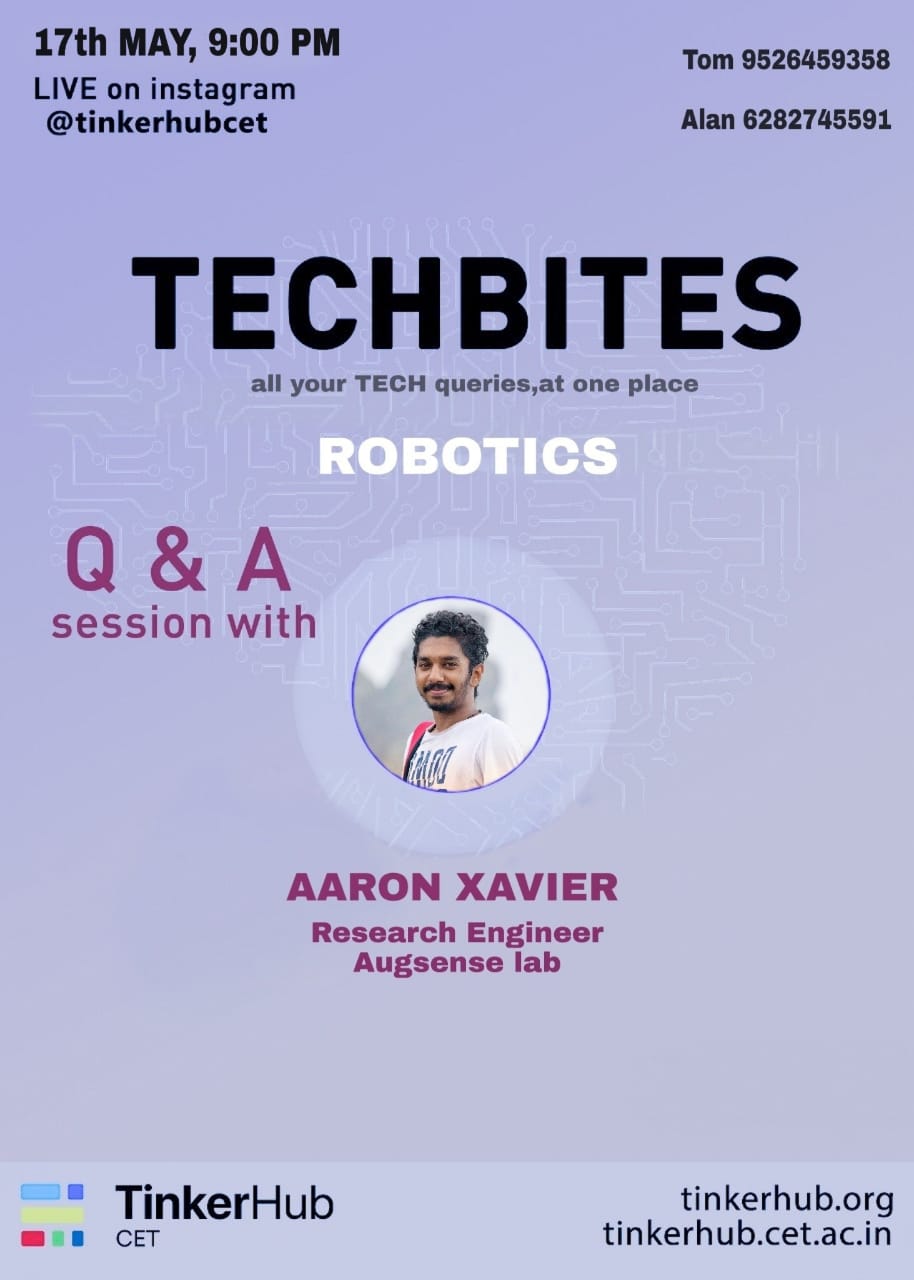 17th MAY, 9:00 PM
LIVE on instagram
@tinkerhubcet
Tom 9526459358
Alan 6282745591
TECHBITES
all your TECH queries,at one place
ROBOTICS
Q & A
session with
AARON XAVIER
Research Engineer
Augsense lab
TinkerHub
CET
tinkerhub.org
tinkerhub.cet.ac.in